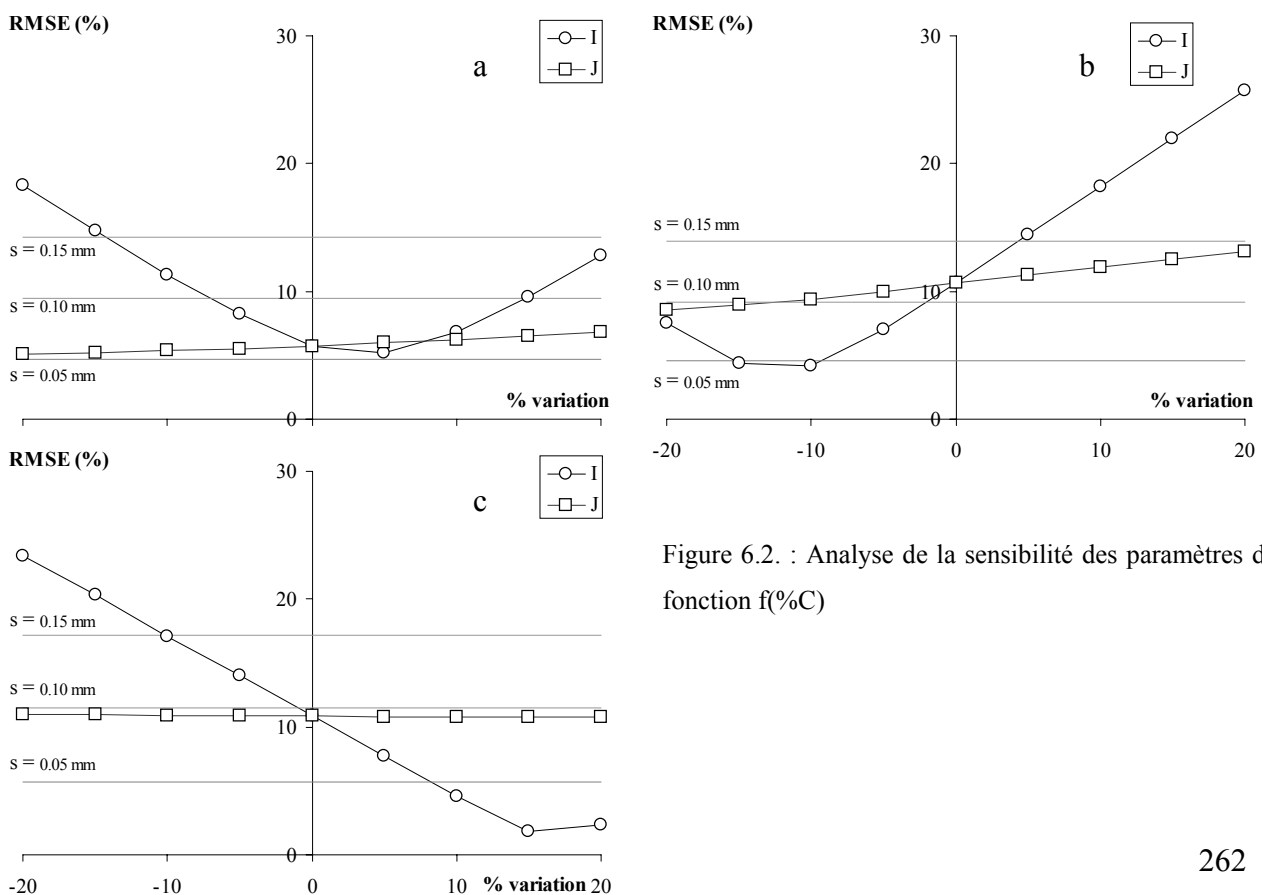 RMSE (%)
30
20
10
0
a
I
J
s = 0.15 mm
s = 0.10 mm
s = 0.05 mm
% variation
RMSE (%)
30
20
10
0
b
I
J
s = 0.15 mm
s = 0.10 mm
s = 0.05 mm
% variation
-20 -10 0 10 20
RMSE (%)
30
20
10
0
c
I
J
s = 0.15 mm
s = 0.10 mm
s = 0.05 mm
-20 -10 0 10 % variation 20
Figure 6.2. : Analyse de la sensibilité des paramètres
fonction f(%C)
262